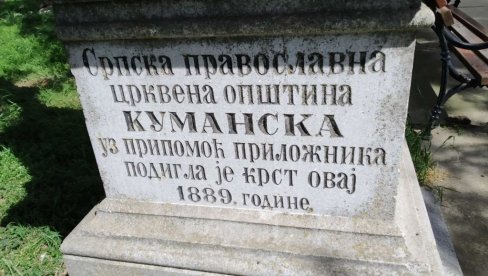 Српска православна
црквена општина
КУМАНСКА
уз припомоћ приложника
подигла је крст овај
1889. године.